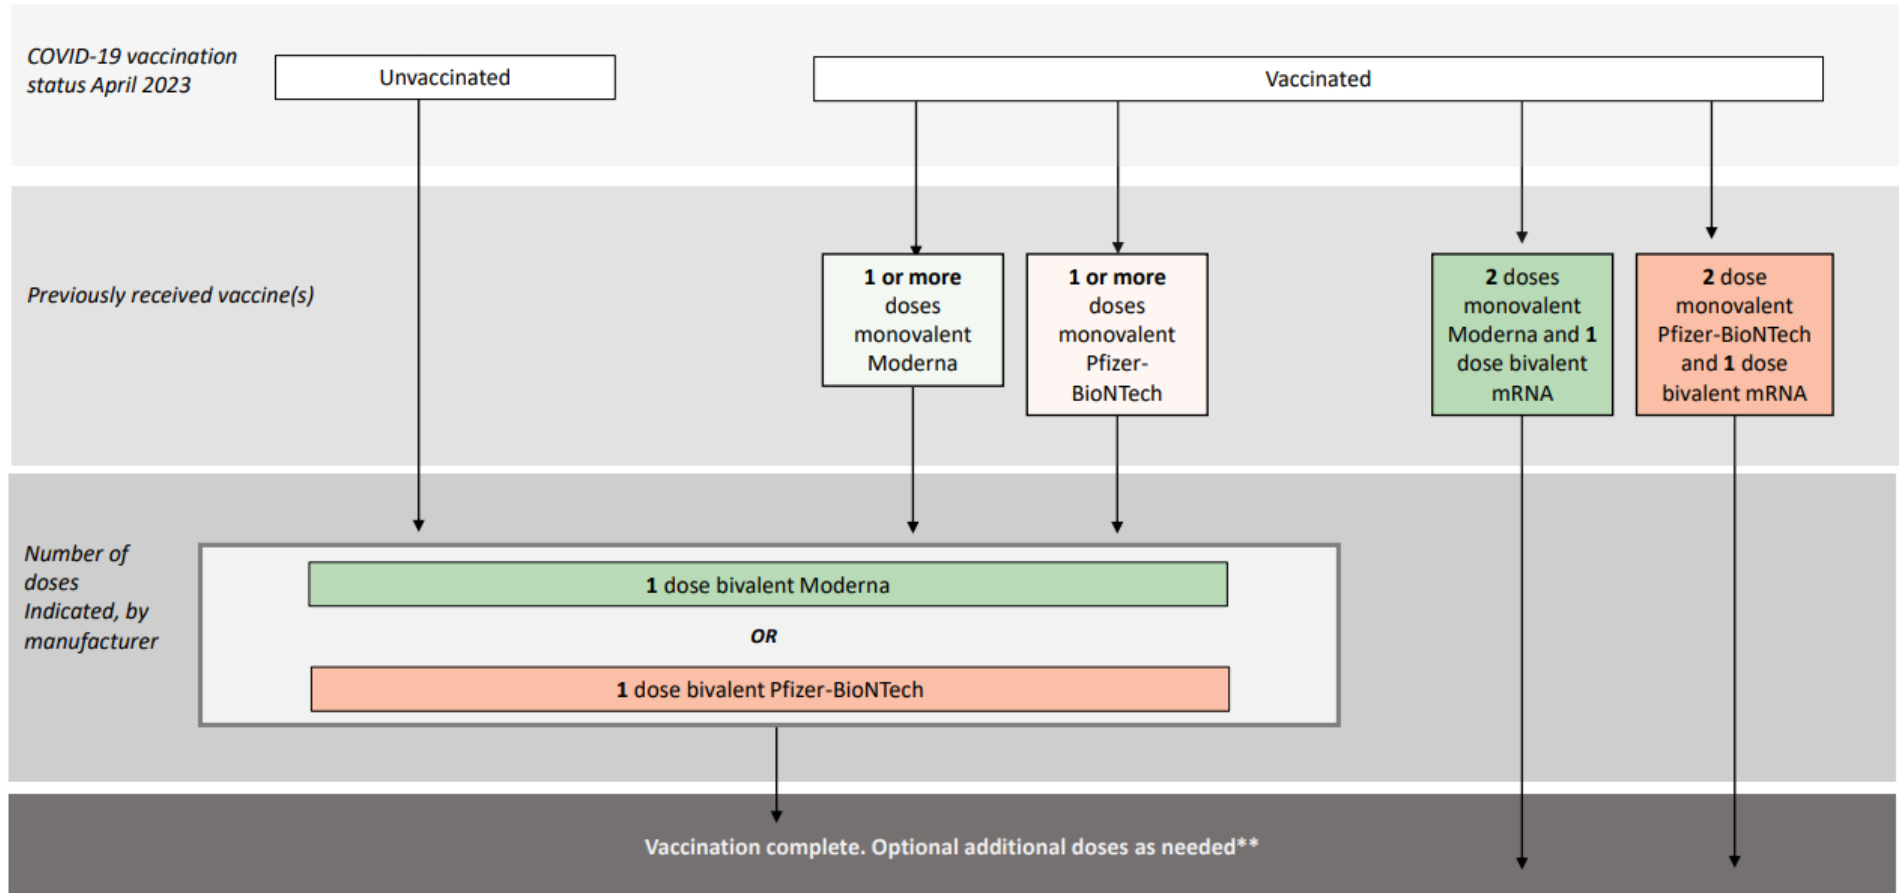 COVID-19 vaccination
status April 2023
Unvaccinated
Vaccinated
Previously received vaccine(s)
1 or more
doses
monovalent
Moderna
1 or more
doses
monovalent
Pfizer-
BioNTech
2 doses
monovalent
Moderna and 1
dose bivalent
mRNA
2 dose
monovalent
Pfizer-BioNTech
and 1 dose
bivalent mRNA
Number of
doses
Indicated, by
manufacturer
1 dose bivalent Moderna
OR
1 dose bivalent Pfizer-BioNTech
Vaccination complete. Optional additional doses as needed**